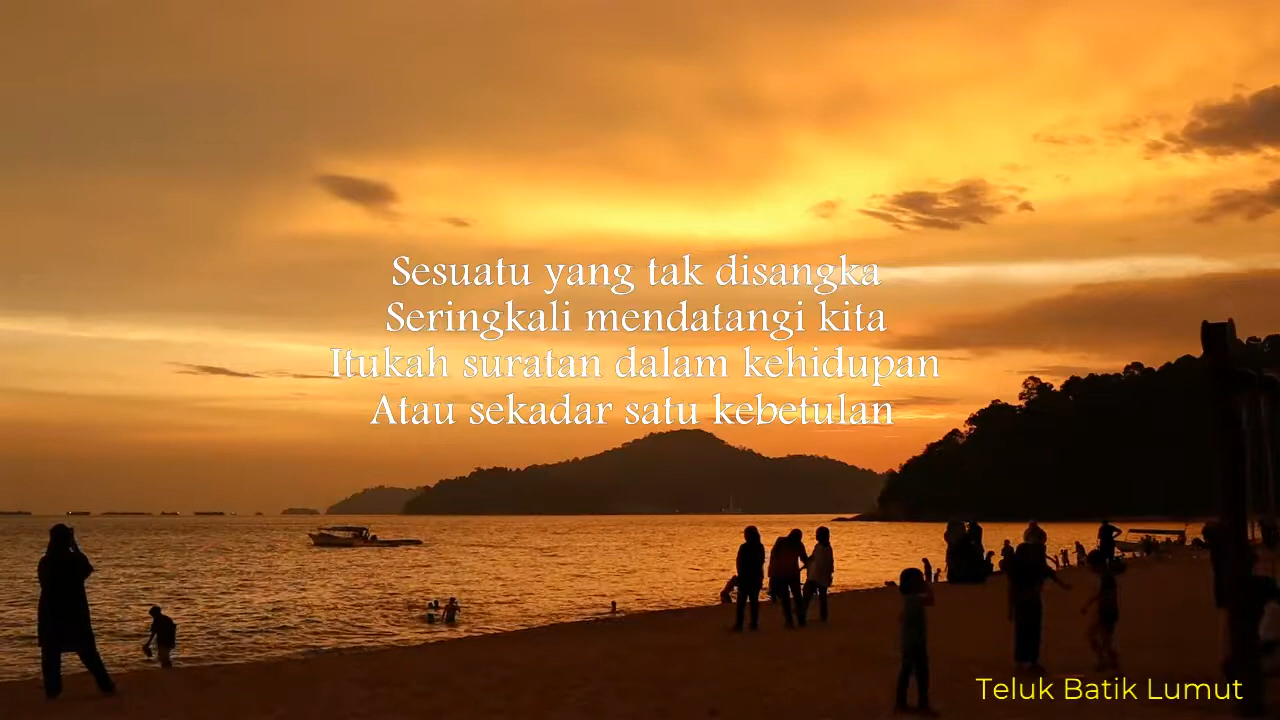 Sesuatu yang tak disangka
Seringkali mendatangi kita
Itukah suratan dalam kehidupan
Atau sekadar satu kebetulan
Teluk Batik Lumut